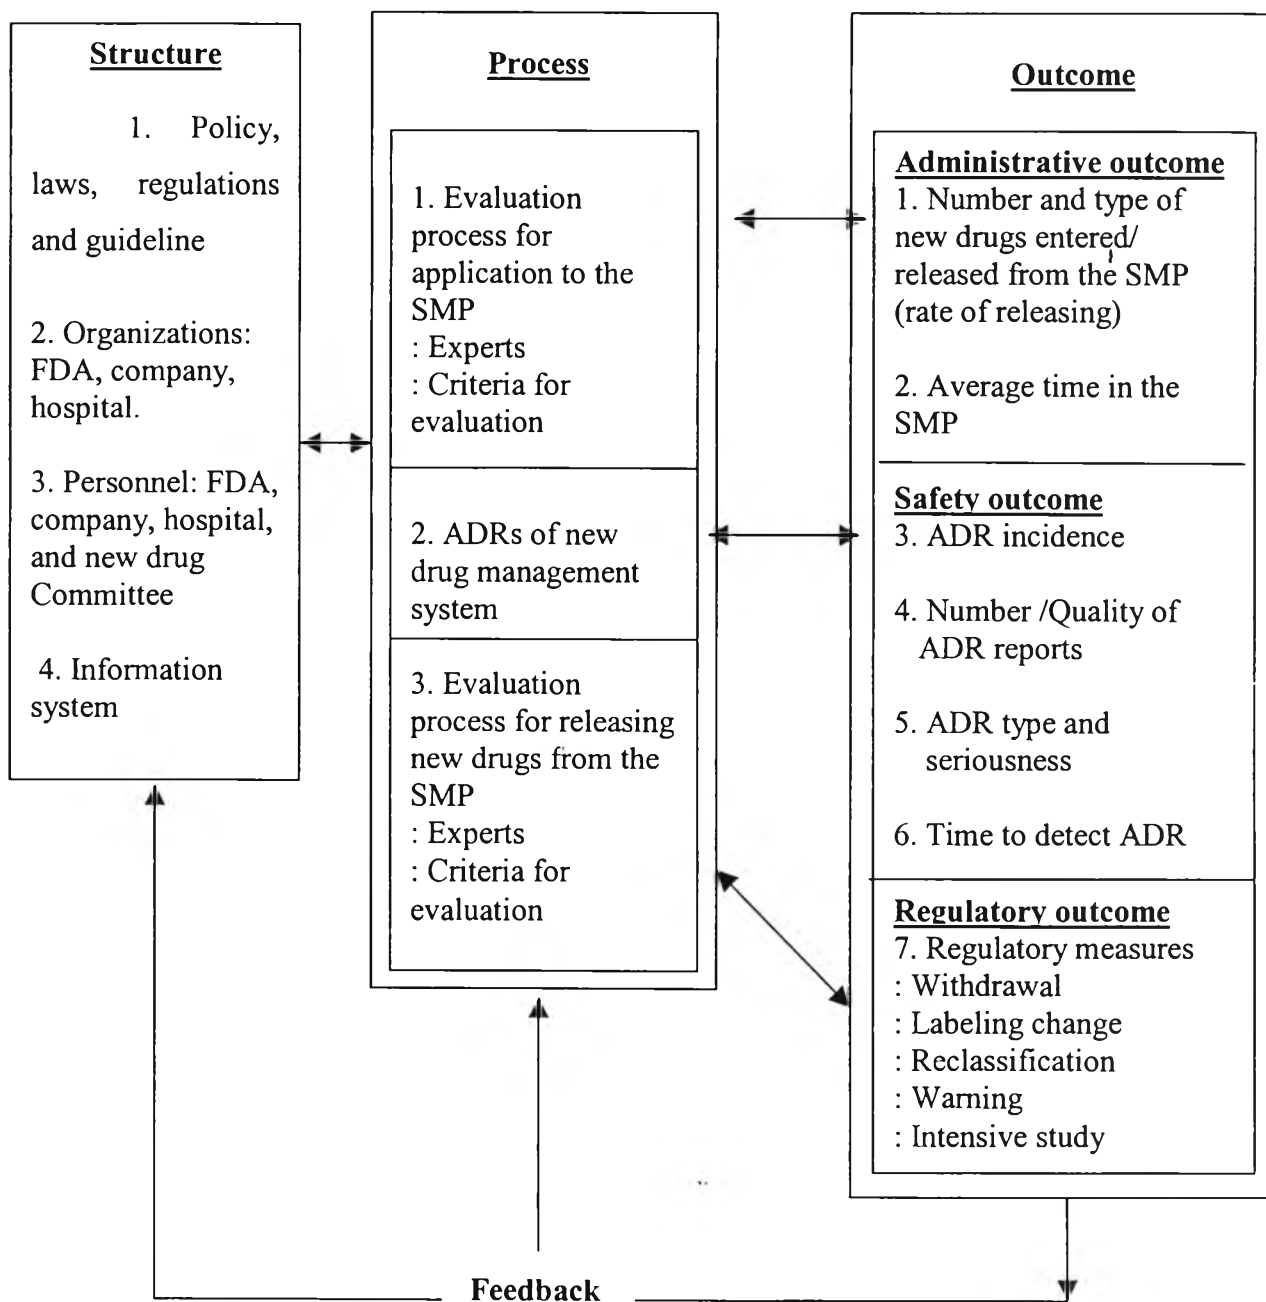 Structure
1. Policy,
laws, regulations
and guideline
2. Organizations:
FDA, company,
hospital.
3. Personnel: FDA,
company, hospital,
and new drug
Committee
4. Information
system
Process
1. Evaluation
process for
application to the
SMP
: Experts
: Criteria for
evaluation
2. ADRs of new
drug management
system
3. Evaluation
process for releasing
new drugs from the
SMP
: Experts
: Criteria for
evaluation
Outcome
Administrative outcome
1. Number and type of
new drugs entered/
released from the SMP
(rate of releasing)
2. Average time in the
SMP
Safety outcome
3. ADR incidence
4. Number /Quality of
ADR reports
5. ADR type and
seriousness
6. Time to detect ADR
Regulatory outcome
7. Regulatory measures
: Withdrawal
: Labeling change
: Reclassification
: Warning
: Intensive study
Feedback